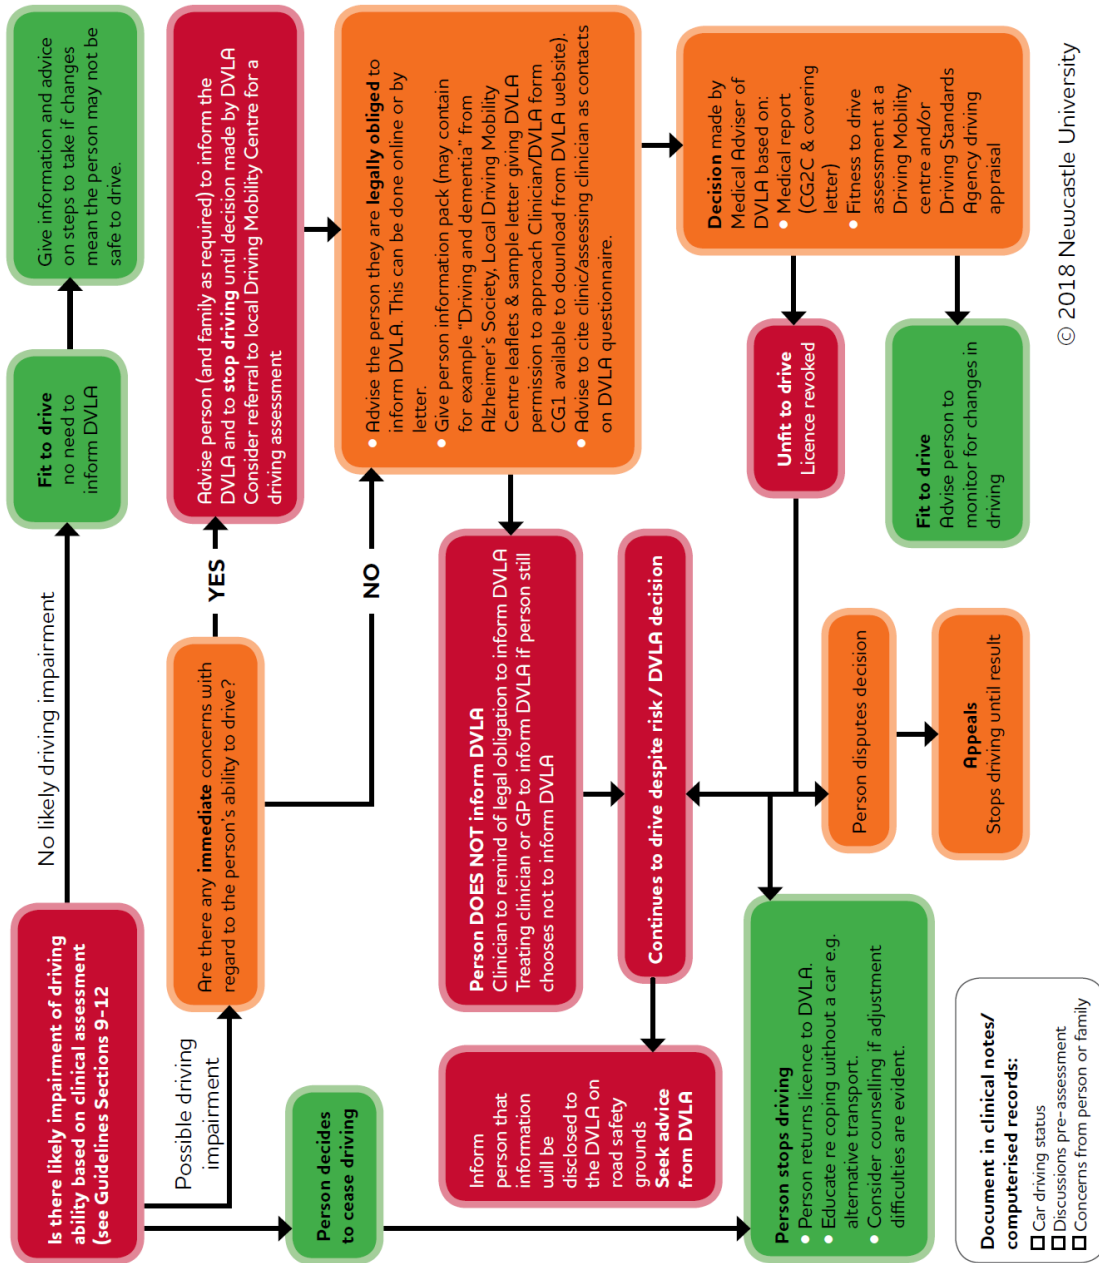 Is there likely impairment of driving
ability based on clinical assessment
(see Guidelines Sections 9-12
No likely driving impairment
Fit to drive
no need to
inform DVLA
Give information and advice
on steps to take if changes
mean the person may not be
safe to drive.
Possible driving
impairment
Are there any immediate concerns with
regard to the person's ability to drive?
YES
Advise person (and family as required) to inform the
DVLA and to stop driving until decision made by DVLA
Consider referral to local Driving Mobility Centre for a
driving assessment
NO
Person decides
to cease driving
• Advise the person they are legally obliged to
inform DVLA. This can be done online or by
letter.
• Give person information pack (may contain
for example "Driving and dementia" from
Alzheimer's Society, Local Driving Mobility
Centre leaflets & sample letter giving DVLA
permission to approach Clinician/DVLA form
CG1 available to download from DVLA website).
• Advise to cite clinic/assessing clinician as contacts
on DVLA questionnaire.
Person DOES NOT inform DVLA
Clinician to remind of legal obligation to inform DVLA
Treating clinician or GP to inform DVLA if person still
chooses not to inform DVLA
Inform
person that
information
will be
disclosed to
the DVLA on
road safety
grounds
Seek advice
from DVLA
Continues to drive despite risk / DVLA decision
Decision made by
Medical Adviser of
DVLA based on:
• Medical report
(CG2C & covering
letter)
• Fitness to drive
assessment at a
Driving Mobility
centre and/or
Driving Standards
Agency driving
appraisal
Unfit to drive
Licence revoked
Person stops driving
• Person returns licence to DVLA.
• Educate re coping without a car e.g.
alternative transport.
• Consider counselling if adjustment
difficulties are evident.
Person disputes decision
Fit to drive
Advise person to
monitor for changes in
driving
Appeals
Stops driving until result
Document in clinical notes/
computerised records:
☐ Car driving status
☐ Discussions pre-assessment
☐ Concerns from person or family
© 2018 Newcastle University